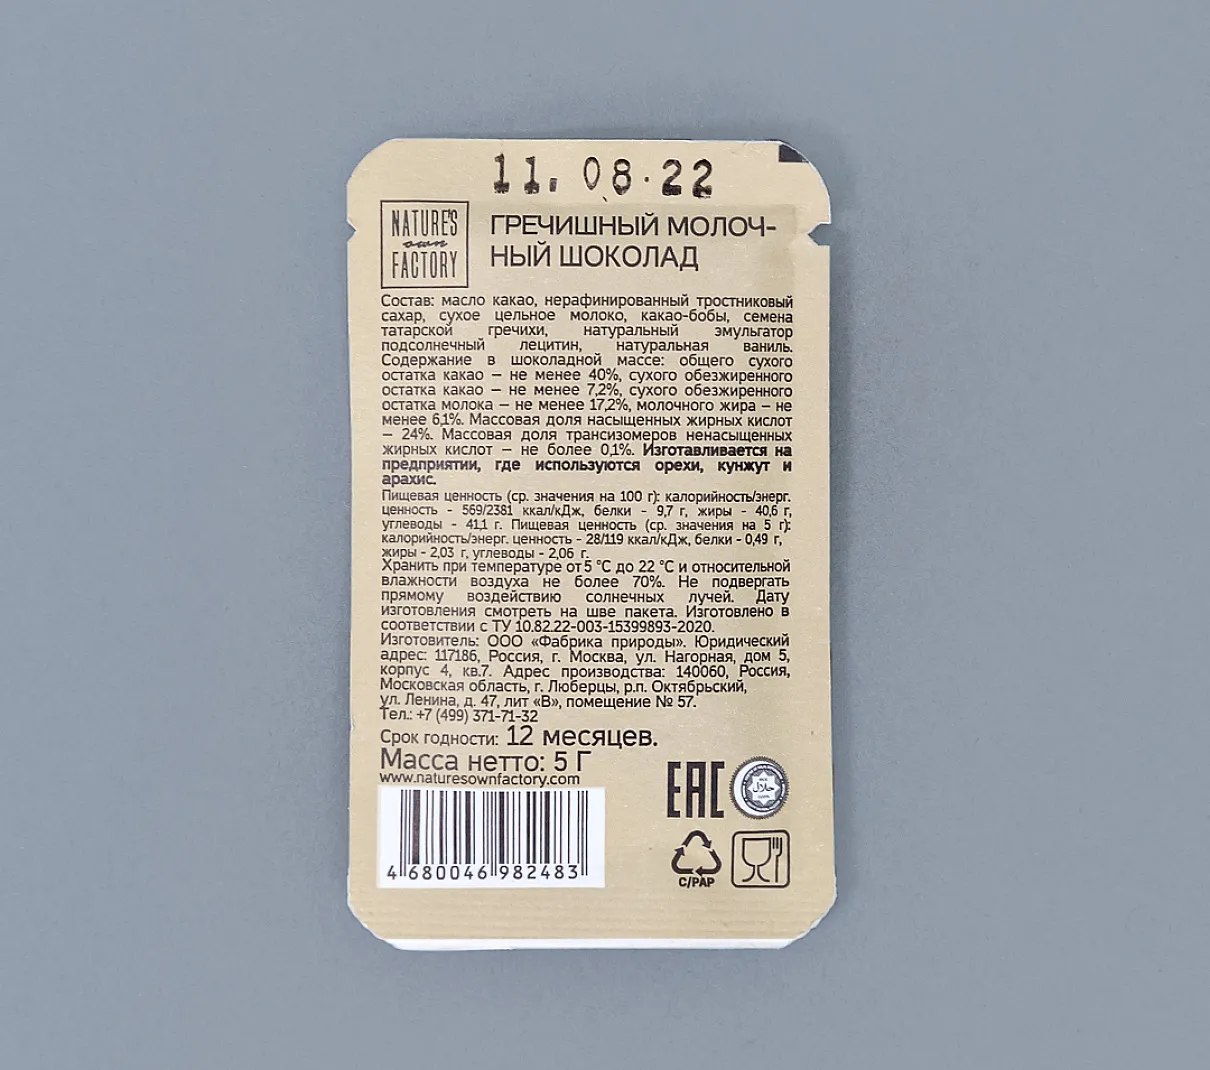 11. 08.22
NATURE'S
own
FACTORY
ГРЕЧИШНЫЙ МОЛОЧ-
НЫЙ ШОКОЛАД
Состав: масло какао, нерафинированный тростниковый
сахар, сухое цельное молоко, какао-бобы, семена
татарской гречихи, натуральный эмульгатор
подсолнечный лецитин, натуральная ваниль.
Содержание в шоколадной массе: общего сухого
остатка какао – не менее 40%, сухого обезжиренного
остатка какао – не менее 7,2%, сухого обезжиренного
остатка молока – не менее 17,2%, молочного жира – не
менее 6,1%. Массовая доля насыщенных жирных кислот
– 24%. Массовая доля трансизомеров ненасыщенных
жирных кислот – не более 0,1%. Изготавливается на
предприятии, где используются орехи, кунжут и
арахис.
Пищевая ценность (ср. значения на 100 г): калорийность/энерг.
ценность - 569/2381 ккал/кДж, белки - 9,7 г, жиры - 40,6 г,
углеводы - 41,1 г. Пищевая ценность (ср. значения на 5 г):
калорийность/энерг. ценность - 28/119 ккал/кДж, белки - 0,49 г,
жиры - 2,03 г, углеводы - 2,06 г.
Хранить при температуре от 5 °C до 22 °C и относительной
влажности воздуха не более 70%. Не подвергать
прямому воздействию солнечных лучей. Дату
изготовления смотреть на шве пакета. Изготовлено в
соответствии с ТУ 10.82.22-003-15399893-2020.
Изготовитель: ООО «Фабрика природы». Юридический
адрес: 117186, Россия, г. Москва, ул. Нагорная, дом 5,
корпус 4, кв.7. Адрес производства: 140060, Россия,
Московская область, г. Люберцы, р.п. Октябрьский,
ул. Ленина, д. 47, лит «В», помещение № 57.
Тел.: +7 (499) 371-71-32
Срок годности: 12 месяцев.
Масса нетто: 5 Г
www.naturesownfactory.com
EAC
حلال
4 680046 982483
C/PAP